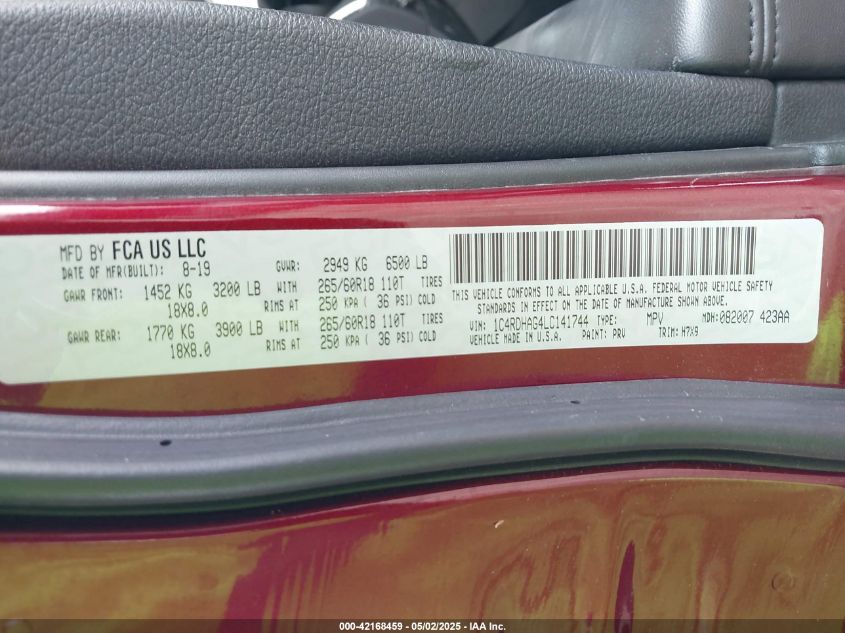 MFD BY FCA US LLC
DATE OF MFR(BUILT): 8-19 GVWR: 2949 KG 6500 LB
GAWR FRONT: 1452 KG 3200 LB WITH 265/60R18 110T TIRES
18X8.0 RIMS AT 250 KPA ( 36 PSI) COLD
GAWR REAR: 1770 KG 3900 LB WITH 265/60R18 110T TIRES
18X8.0 RIMS AT 250 KPA ( 36 PSI) COLD
THIS VEHICLE CONFORMS TO ALL APPLICABLE U.S.A. FEDERAL MOTOR VEHICLE SAFETY
STANDARDS IN EFFECT ON THE DATE OF MANUFACTURE SHOWN ABOVE.
VIN: 1C4RDHAG4LC141744 TYPE: MPV MDH: 082007 423AA
VEHICLE MADE IN U.S.A. PAINT: PRV TRIM: H7X9
000-42168459 - 05/02/2025 - IAA Inc.